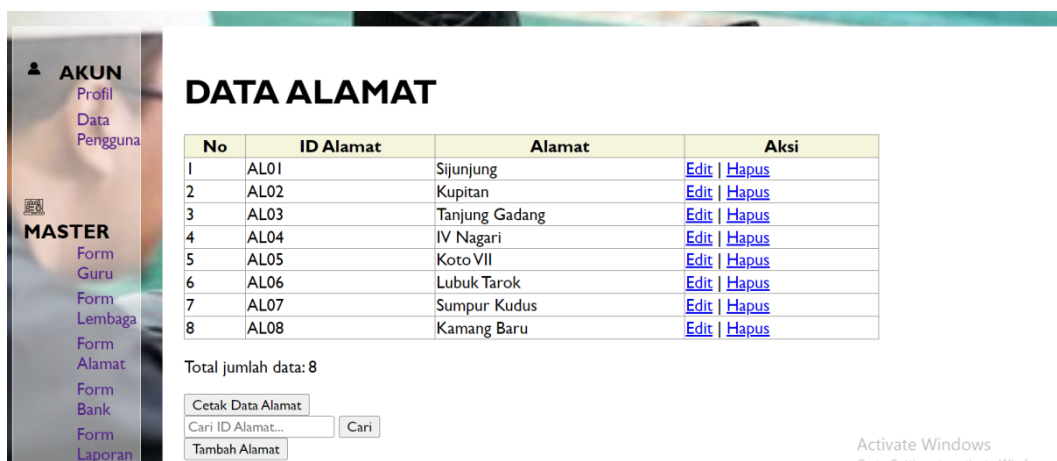 AKUN
Profil
Data
Pengguna
MASTER
Form
Guru
Form
Lembaga
Form
Alamat
Form
Bank
Form
Laporan
DATA ALAMAT
No ID Alamat Alamat Aksi
1 AL01 Sijunjung Edit | Hapus
2 AL02 Kupitan Edit | Hapus
3 AL03 Tanjung Gadang Edit | Hapus
4 AL04 IV Nagari Edit | Hapus
5 AL05 Koto VII Edit | Hapus
6 AL06 Lubuk Tarok Edit | Hapus
7 AL07 Sumpur Kudus Edit | Hapus
8 AL08 Kamang Baru Edit | Hapus
Total jumlah data: 8
Cetak Data Alamat
Cari ID Alamat... Cari
Tambah Alamat
Activate Windows